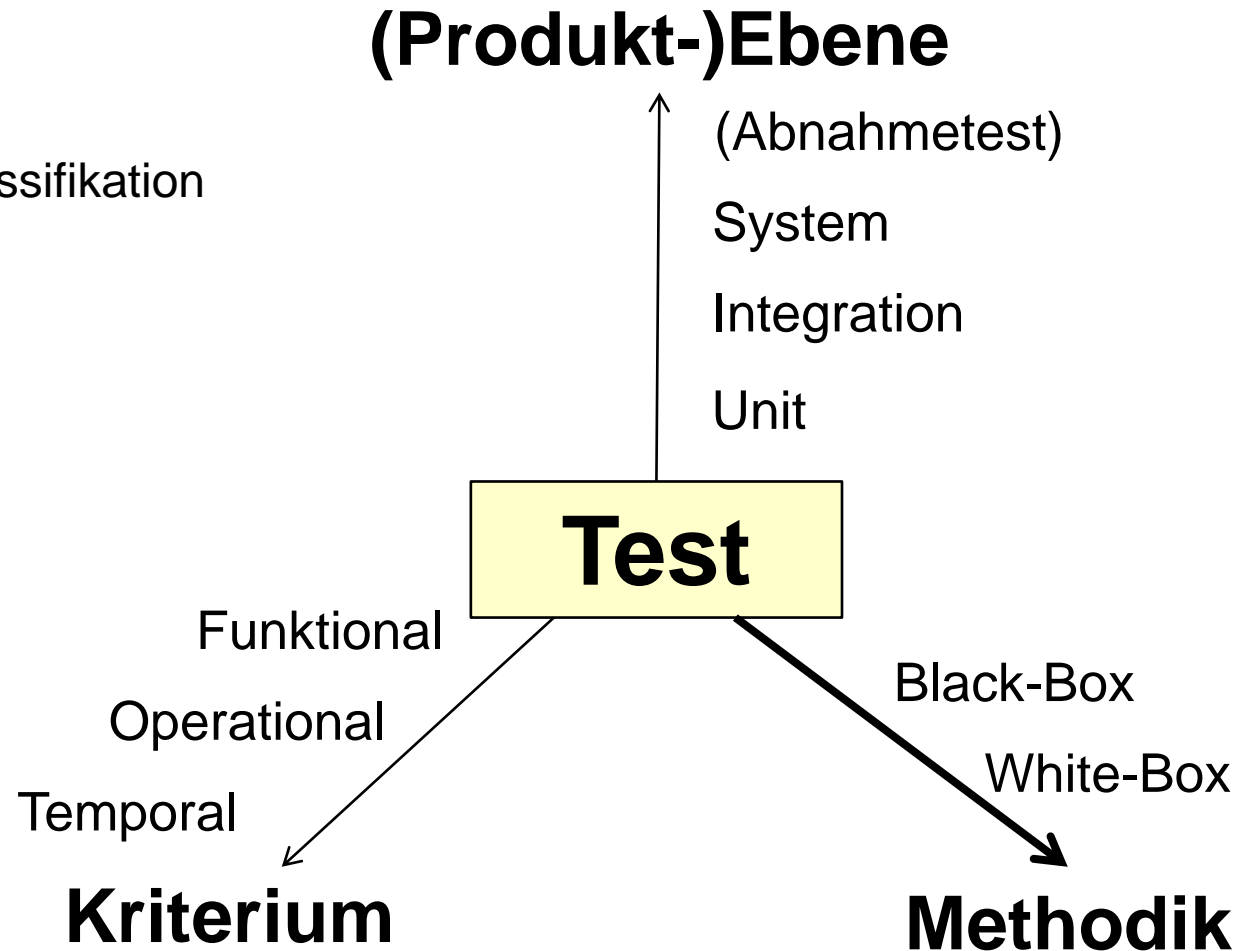 (Produkt-)Ebene
(Abnahmetest)
ssifikation
System
Integration
Unit
Test
Funktional
Black-Box
Operational
White-Box
Temporal
Kriterium
Methodik